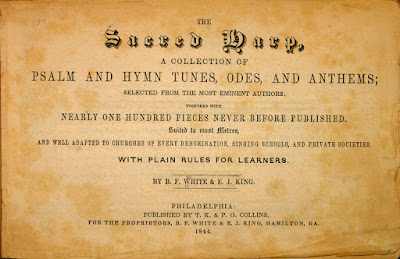 THE
Sacred Harp,
A COLLECTION OF
PSALM AND HYMN TUNES, ODES, AND ANTHEMS;
SELECTED FROM THE MOST EMINENT AUTHORS.
TOGETHER WITH
NEARLY ONE HUNDRED PIECES NEVER BEFORE PUBLISHED.
Suited to most Metres,
AND WELL ADAPTED TO CHURCHES OF EVERY DENOMINATION, SINGING SCHOOLS, AND PRIVATE SOCIETIES.
WITH PLAIN RULES FOR LEARNERS.
BY B. F. WHITE & E. J. KING.
PHILADELPHIA:
PUBLISHED BY T. K. & P. G. COLLINS,
FOR THE PROPRIETORS, B. F. WHITE & E. J. KING, HAMILTON, GA.
1844.